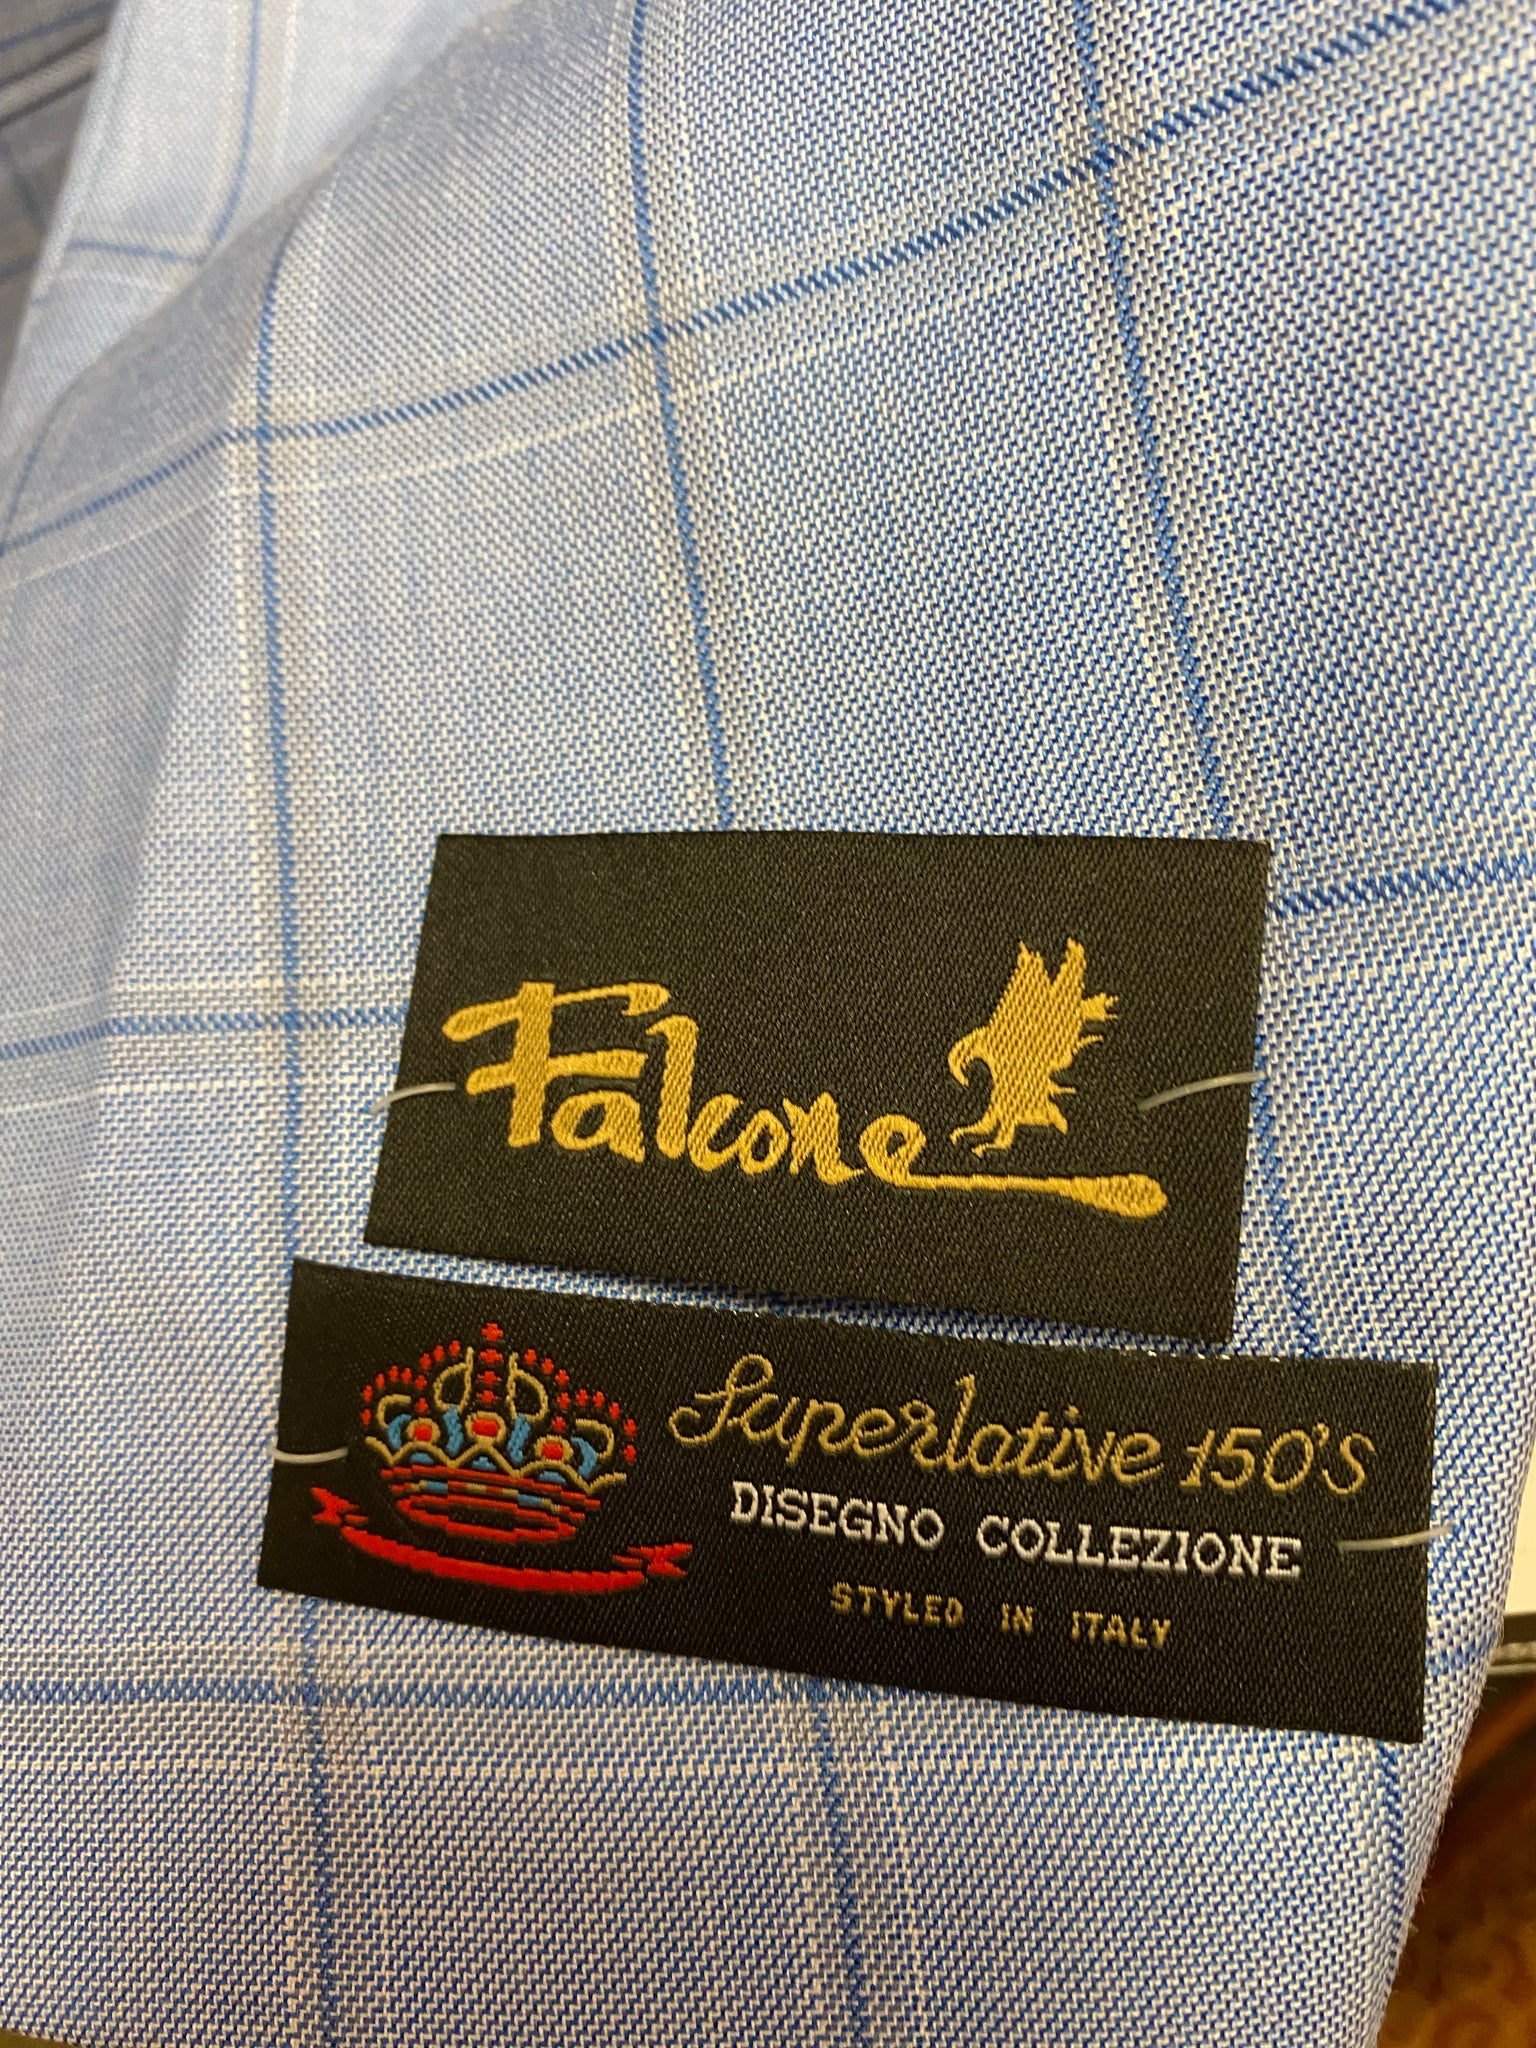 Falcone
Superlative 150'S
DISEGNO COLLEZIONE
STYLED IN ITALY